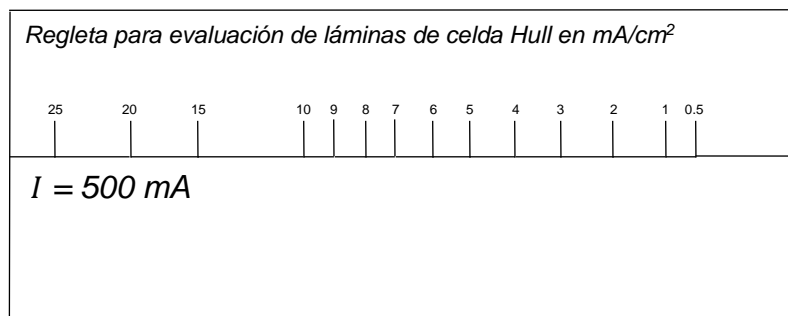 Regleta para evaluación de láminas de celda Hull en mA/cm²
25 20 15 10 9 8 7 6 5 4 3 2 1 0.5
I = 500 mA